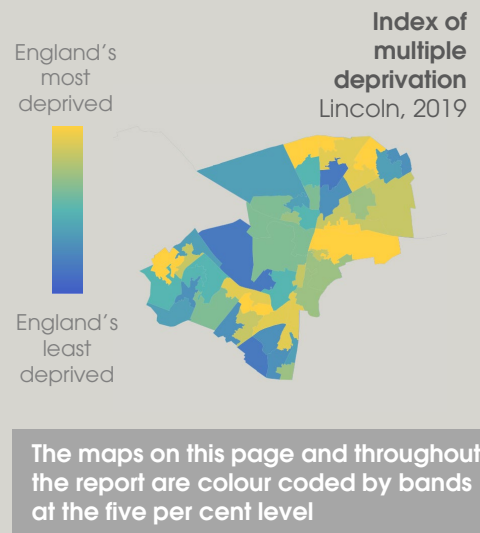 Index of
multiple
deprivation
Lincoln, 2019
England's
most
deprived
England's
least
deprived
The maps on this page and throughout
the report are colour coded by bands
at the five per cent level